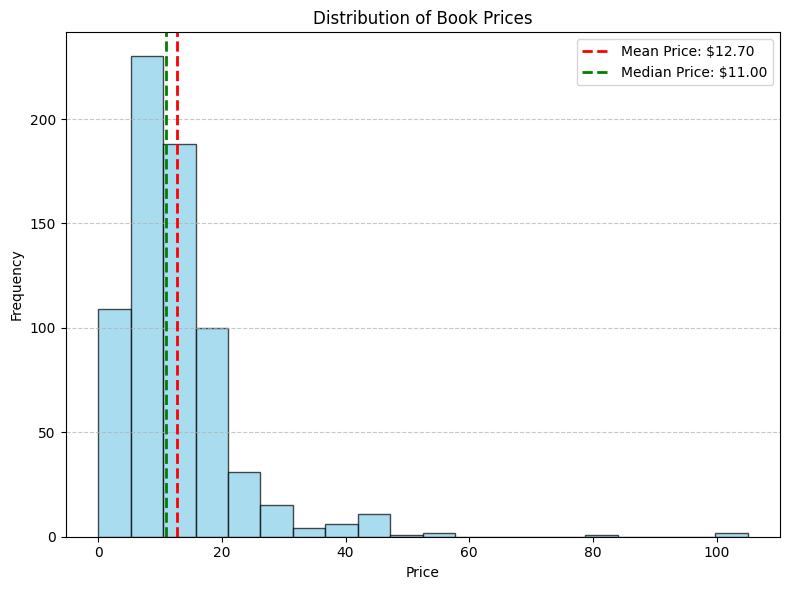 Distribution of Book Prices
Mean Price: $12.70
Median Price: $11.00
Frequency
200
150
100
50
0
0 20 40 60 80 100
Price